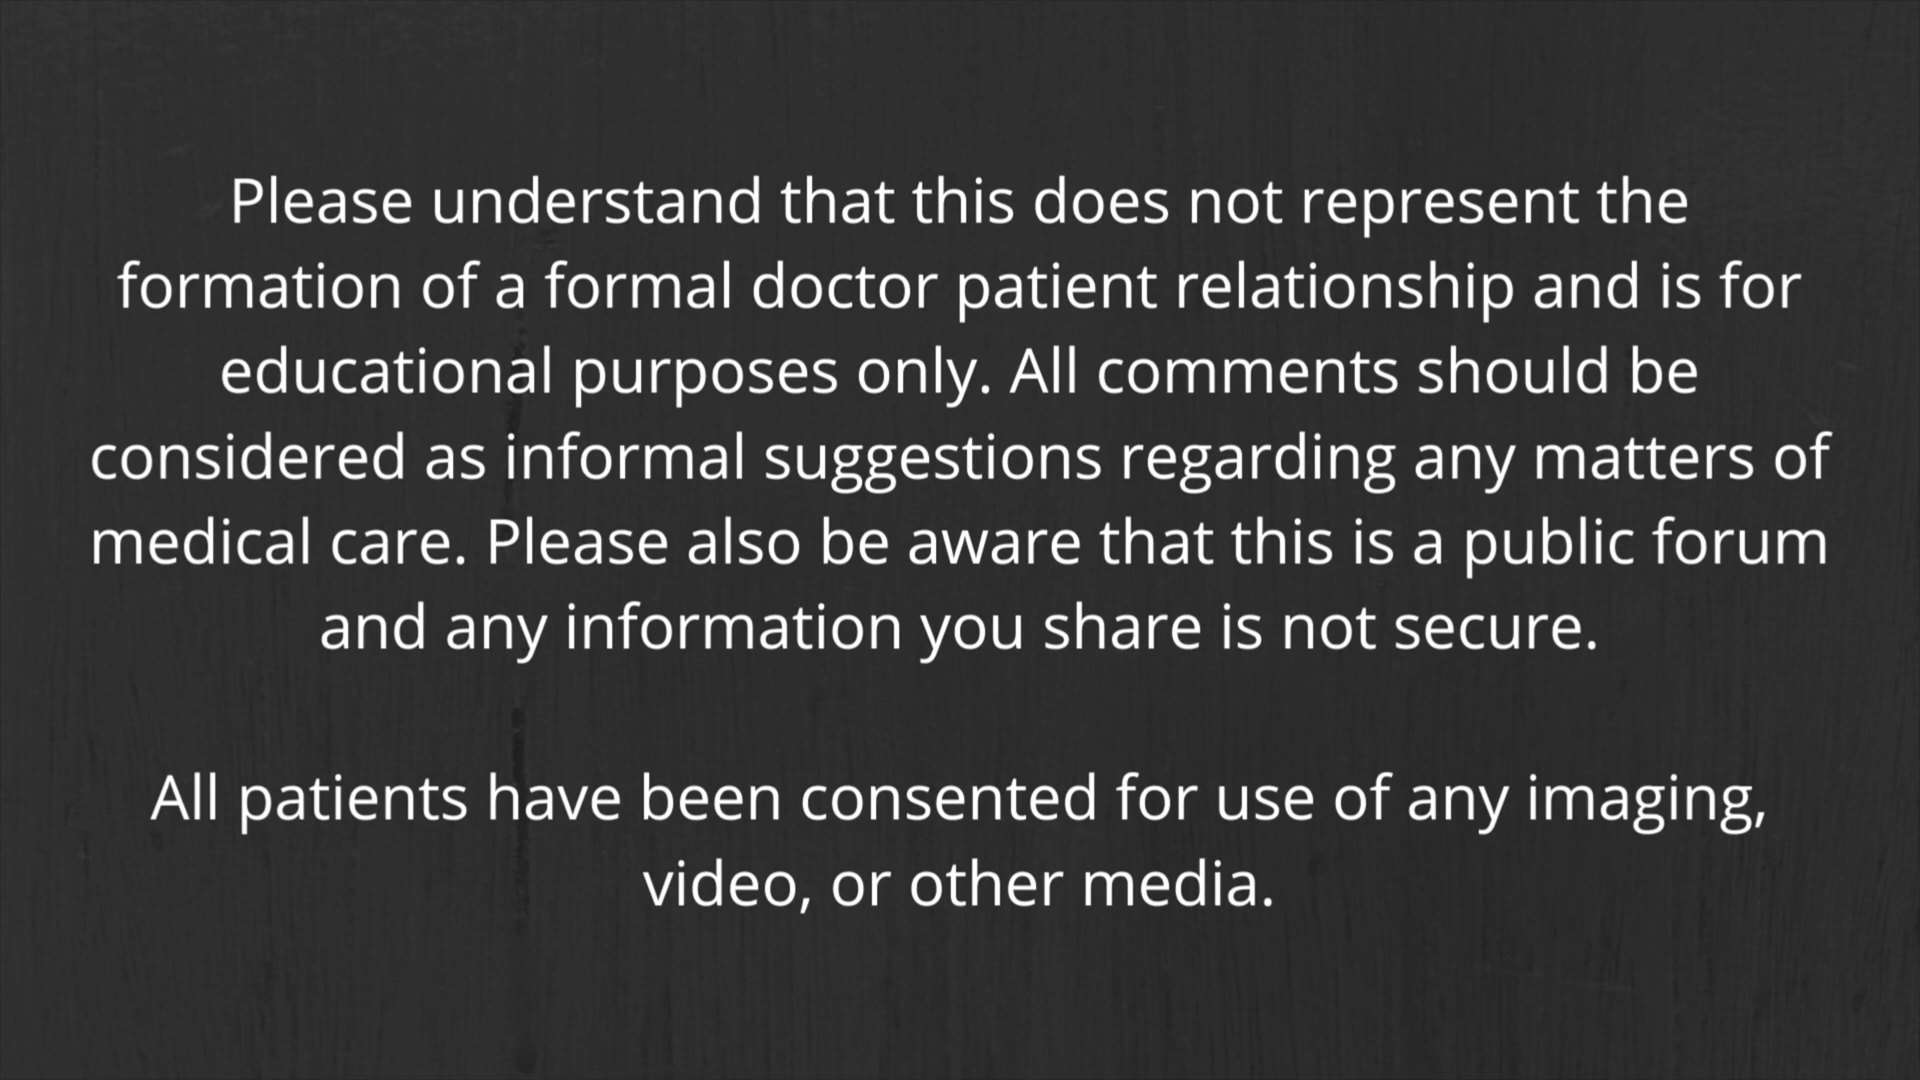 Please understand that this does not represent the
formation of a formal doctor patient relationship and is for
educational purposes only. All comments should be
considered as informal suggestions regarding any matters of
medical care. Please also be aware that this is a public forum
and any information you share is not secure.
All patients have been consented for use of any imaging,
video, or other media.